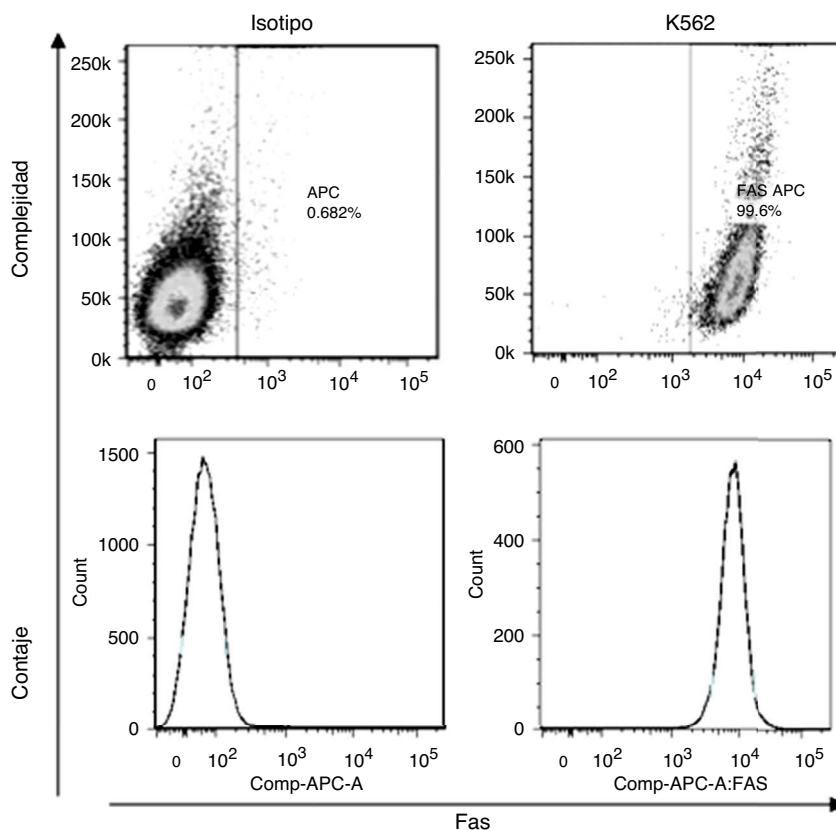 Isotipo
K562
Complejidad
250k
200k
150k
100k
50k
0k
APC
0.682%
0 10² 10³ 10⁴ 10⁵
250k
200k
150k
100k
50k
0k
FAS APC
99.6%
0 10² 10³ 10⁴ 10⁵
Contaje
Count
1500
1000
500
0
0 10² 10³ 10⁴ 10⁵
Comp-APC-A
Count
600
400
200
0
0 10² 10³ 10⁴ 10⁵
Comp-APC-A:FAS
Fas